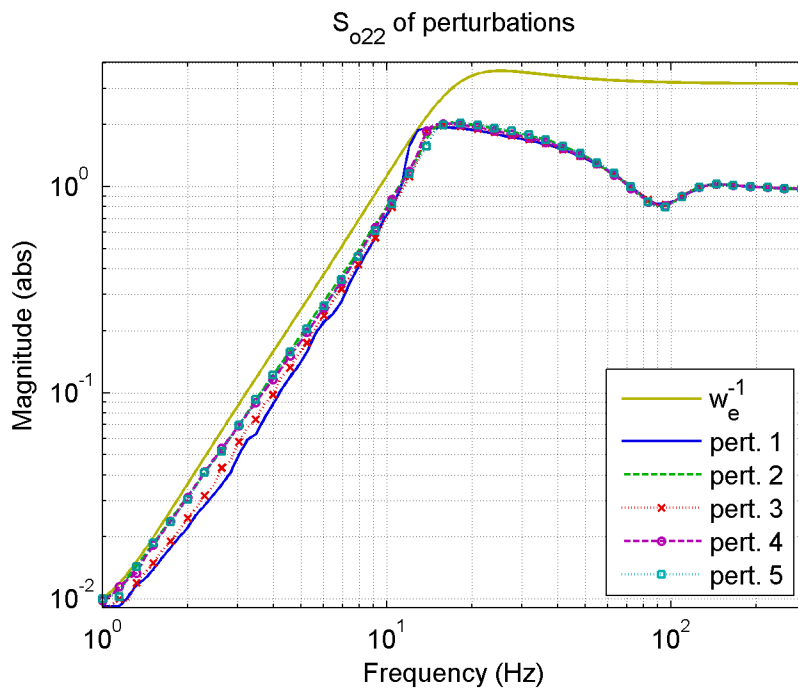 S_o22 of perturbations
Magnitude (abs)
10^0
10^-1
10^-2
w_e^-1
pert. 1
pert. 2
pert. 3
pert. 4
pert. 5
10^0 10^1 10^2
Frequency (Hz)